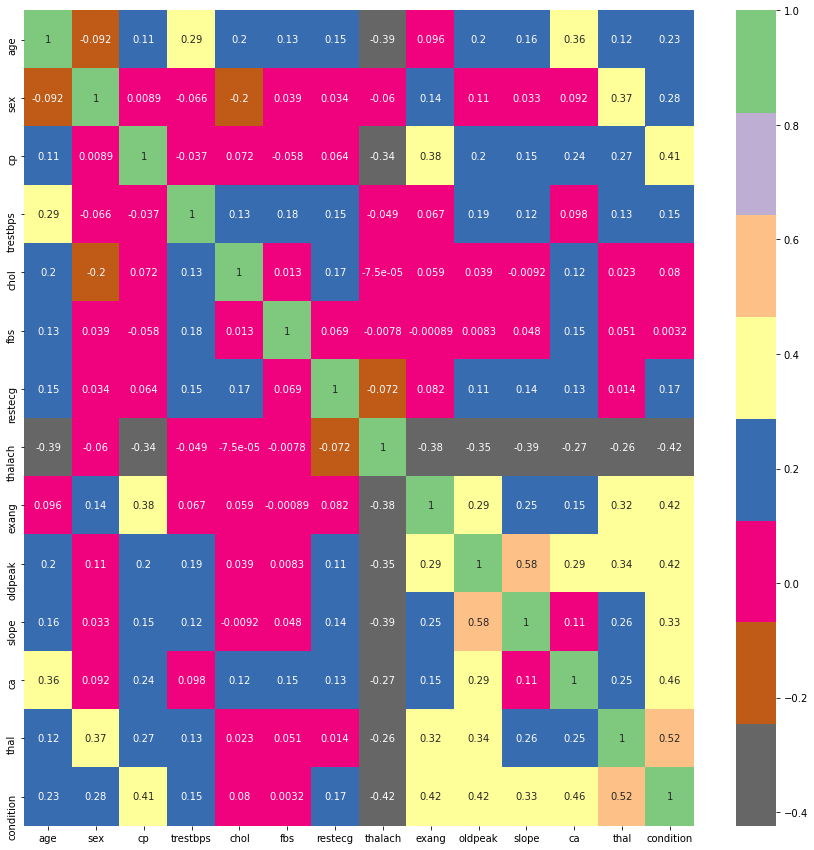 age 1 -0.092 0.11 0.29 0.2 0.13 0.15 -0.39 0.096 0.2 0.16 0.36 0.12 0.23
sex -0.092 1 0.0089 -0.066 -0.2 0.039 0.034 -0.06 0.14 0.11 0.033 0.092 0.37 0.28
cp 0.11 0.0089 1 -0.037 0.072 -0.058 0.064 -0.34 0.38 0.2 0.15 0.24 0.27 0.41
trestbps 0.29 -0.066 -0.037 1 0.13 0.18 0.15 -0.049 0.067 0.19 0.12 0.098 0.13 0.15
chol 0.2 -0.2 0.072 0.13 1 0.013 0.17 -7.5e-05 0.059 0.039 -0.0092 0.12 0.023 0.08
fbs 0.13 0.039 -0.058 0.18 0.013 1 0.069 -0.0078 -0.00089 0.0083 0.048 0.15 0.051 0.0032
restecg 0.15 0.034 0.064 0.15 0.17 0.069 1 -0.072 0.082 0.11 0.14 0.13 0.014 0.17
thalach -0.39 -0.06 -0.34 -0.049 -7.5e-05 -0.0078 -0.072 1 -0.38 -0.35 -0.39 -0.27 -0.26 -0.42
exang 0.096 0.14 0.38 0.067 0.059 -0.00089 0.082 -0.38 1 0.29 0.25 0.15 0.32 0.42
oldpeak 0.2 0.11 0.2 0.19 0.039 0.0083 0.11 -0.35 0.29 1 0.58 0.29 0.34 0.42
slope 0.16 0.033 0.15 0.12 -0.0092 0.048 0.14 -0.39 0.25 0.58 1 0.11 0.26 0.33
ca 0.36 0.092 0.24 0.098 0.12 0.15 0.13 -0.27 0.15 0.29 0.11 1 0.25 0.46
thal 0.12 0.37 0.27 0.13 0.023 0.051 0.014 -0.26 0.32 0.34 0.26 0.25 1 0.52
condition 0.23 0.28 0.41 0.15 0.08 0.0032 0.17 -0.42 0.42 0.42 0.33 0.46 0.52 1
age sex cp trestbps chol fbs restecg thalach exang oldpeak slope ca thal condition
1.0
0.8
0.6
0.4
0.2
0.0
−0.2
−0.4